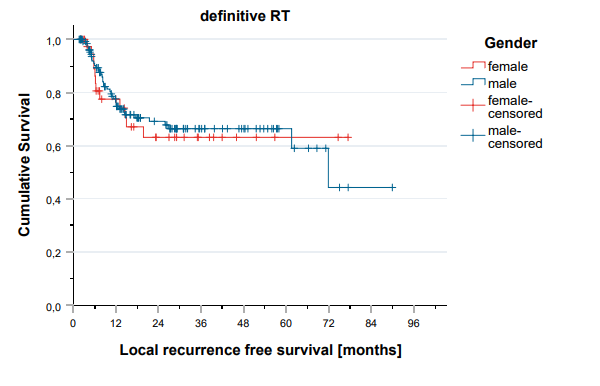 definitive RT
Cumulative Survival
1,0
0,8
0,6
0,4
0,2
0,0
0 12 24 36 48 60 72 84 96
Local recurrence free survival [months]
Gender
female
male
female-
censored
male-
censored